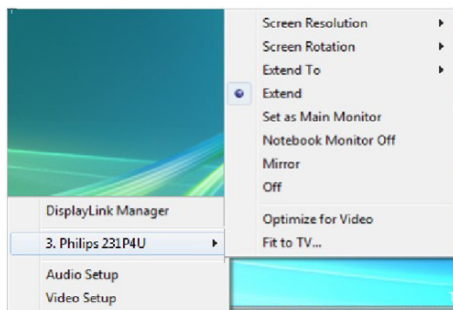 Screen Resolution
Screen Rotation
Extend To
Extend
Set as Main Monitor
Notebook Monitor Off
Mirror
Off
Optimize for Video
Fit to TV...
DisplayLink Manager
3. Philips 231P4U
Audio Setup
Video Setup